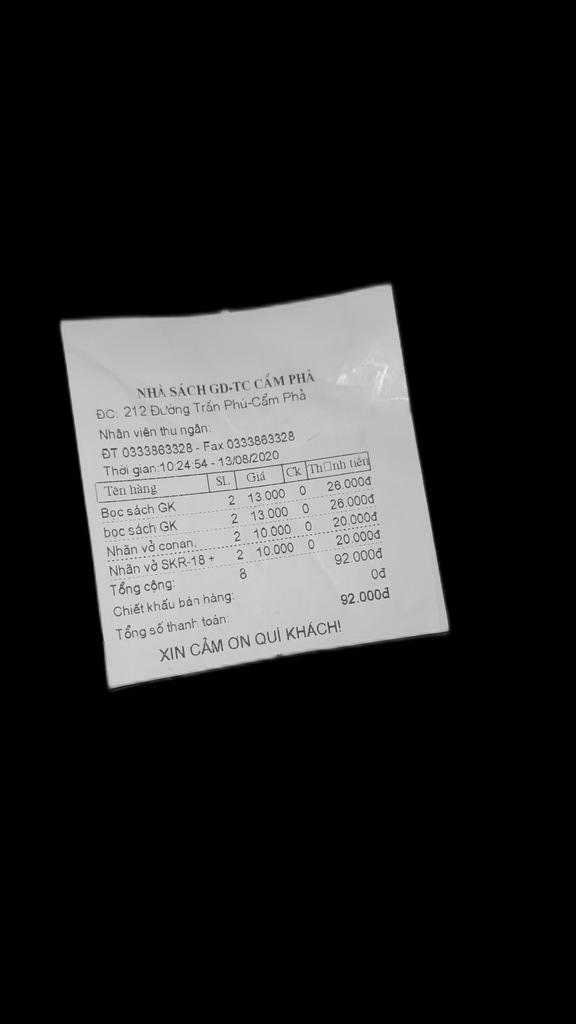 NHÀ SÁCH GD-TC CẨM PHẢ
ĐC: 212 Đường Trần Phú-Cẩm Phả
Nhân viên thu ngân:
ĐT 0333863328 - Fax 0333863328
Thời gian:10:24:54 - 13/08/2020
Tên hàng SL Giá Ck Th□nh tiền
Bọc sách GK 2 13.000 0 26.000đ
bọc sách GK 2 13.000 0 26.000đ
Nhãn vở conan. 2 10.000 0 20.000đ
Nhãn vở SKR-18 + 2 10.000 0 20.000đ
Tổng cộng: 8 92.000đ
Chiết khấu bán hàng: 0đ
Tổng số thanh toán: 92.000đ
XIN CẢM ƠN QUÍ KHÁCH!